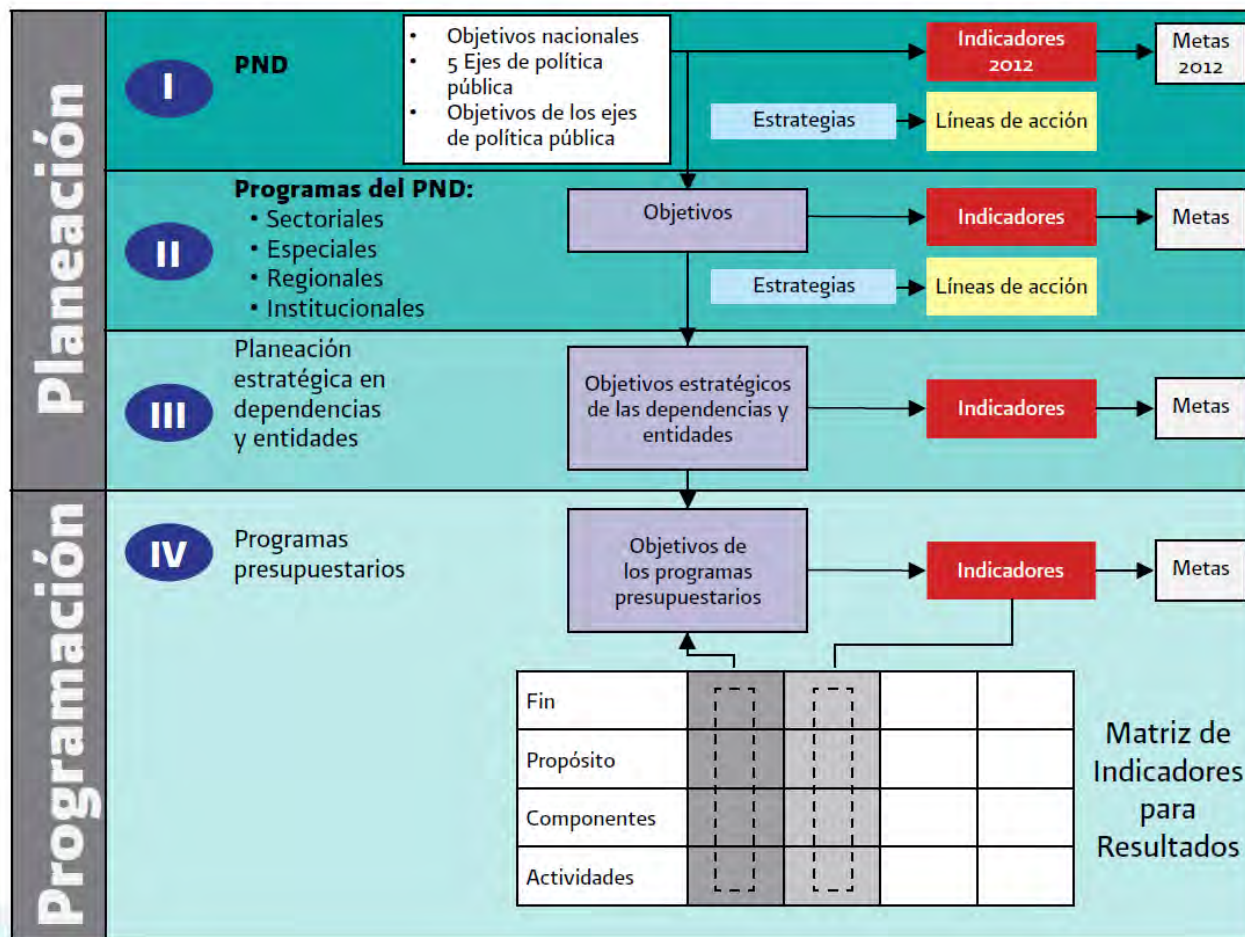 Planeación
I
PND
• Objetivos nacionales
• 5 Ejes de política
pública
• Objetivos de los ejes
de política pública
Indicadores
2012
Metas
2012
Estrategias
Líneas de acción
II
Programas del PND:
• Sectoriales
• Especiales
• Regionales
• Institucionales
Objetivos
Indicadores
Metas
Estrategias
Líneas de acción
III
Planeación
estratégica en
dependencias
y entidades
Objetivos estratégicos
de las dependencias y
entidades
Indicadores
Metas
Programación
IV
Programas
presupuestarios
Objetivos de
los programas
presupuestarios
Indicadores
Metas
Fin
Propósito
Componentes
Actividades
Matriz de
Indicadores
para
Resultados